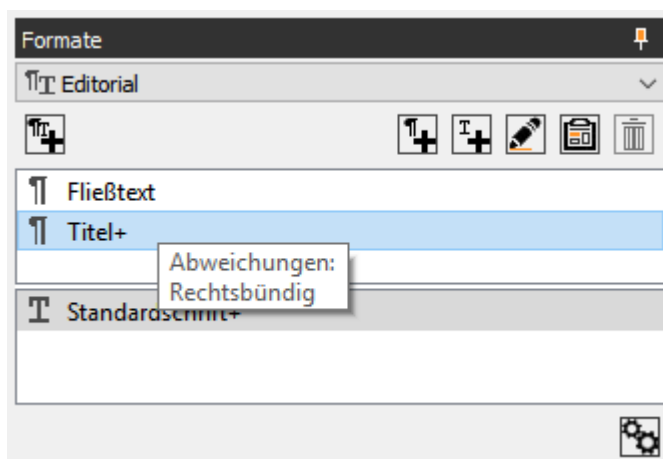 Formate
Editorial
Fließtext
Titel+
Abweichungen:
Rechtsbündig
Standardschrift+